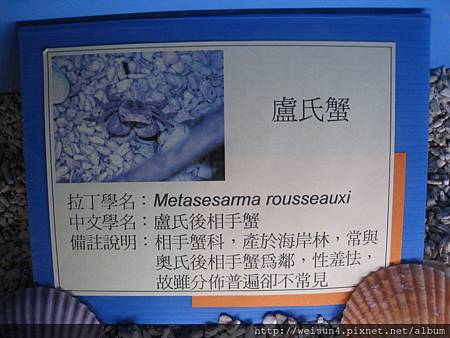 盧氏蟹
拉丁學名：Metasesarma rousseauxi
中文學名：盧氏後相手蟹
備註說明：相手蟹科，產於海岸林，常與
奧氏後相手蟹爲鄰，性羞怯，
故雖分佈普遍卻不常見
http://weisun4.pixnet.net/album